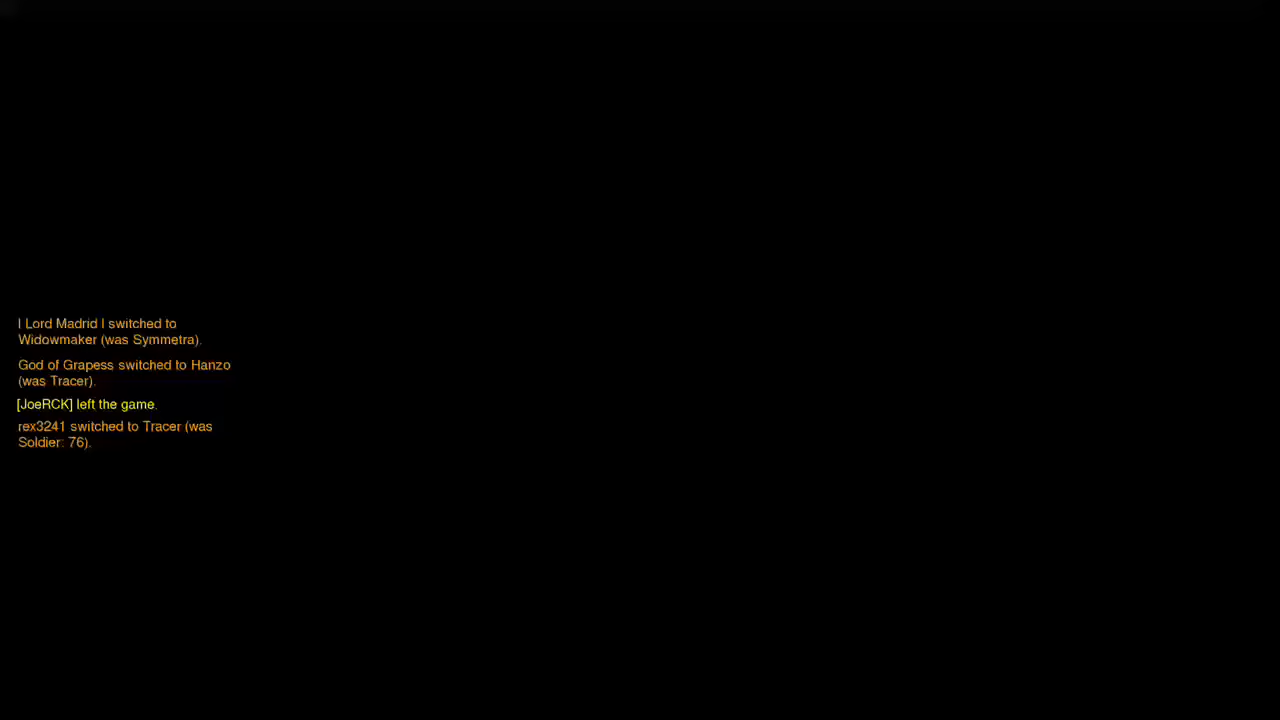 I Lord Madrid I switched to
Widowmaker (was Symmetra).
God of Grapess switched to Hanzo
(was Tracer).
[JoeRCK] left the game.
rex3241 switched to Tracer (was
Soldier: 76).